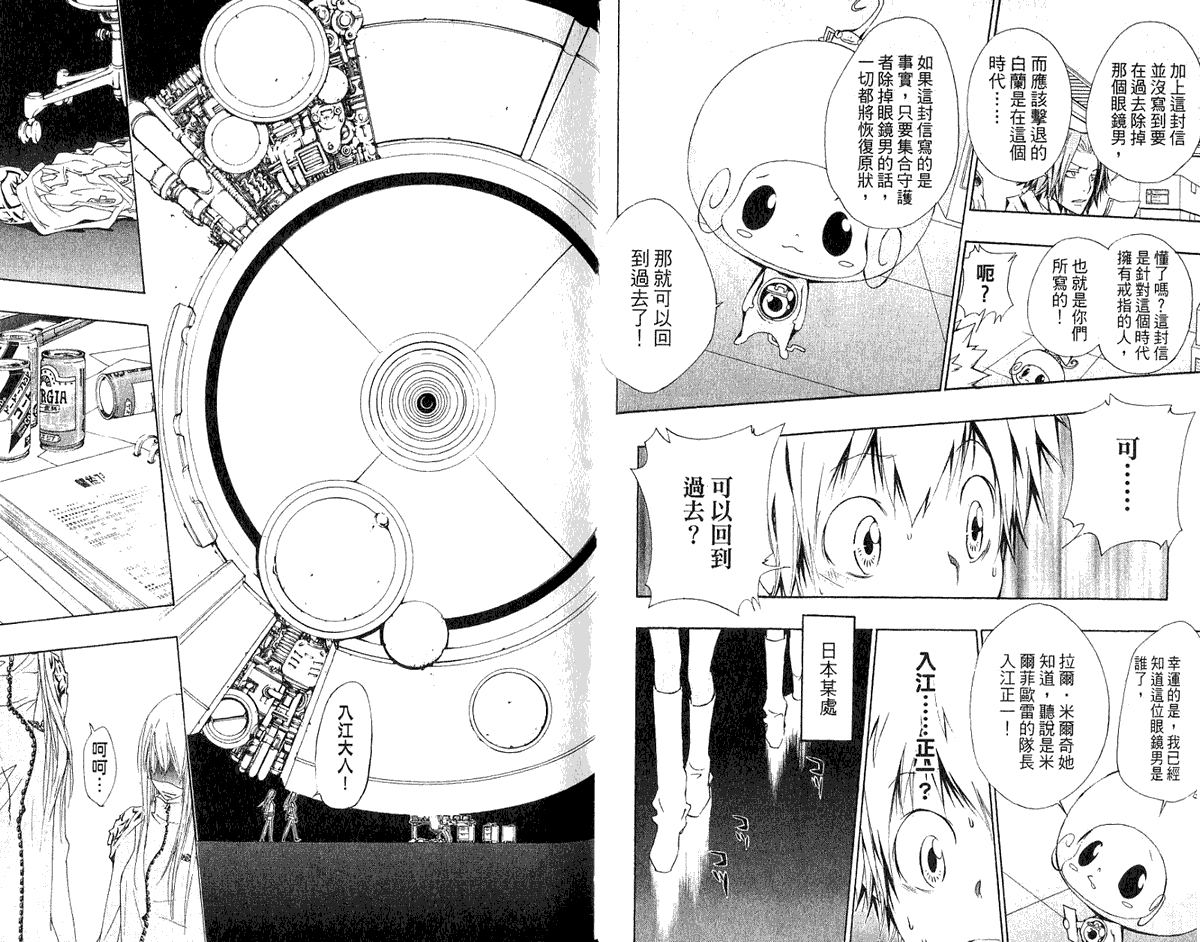 加上這封信
並沒寫到要
在過去除掉
那個眼鏡男，
而應該擊退的
白蘭是在這個
時代……
如果這封信寫的是
事實，只要集合守護
者除掉眼鏡男的話，
一切都將恢復原狀，
那就可以回
到過去了！
懂了嗎？這封信
是針對這個時代
擁有戒指的人，
也就是你們
所寫的！
呃？
可……
可以回到
過去？
幸運的是，我已經
知道這位眼鏡男是
誰了，
拉爾・米爾奇她
知道，聽說是米
爾菲歐雷的隊長
入江正一！
入江……正一？
日本某處
コツ
コツ
コツ
入江大人！
RGIA
呵呵…